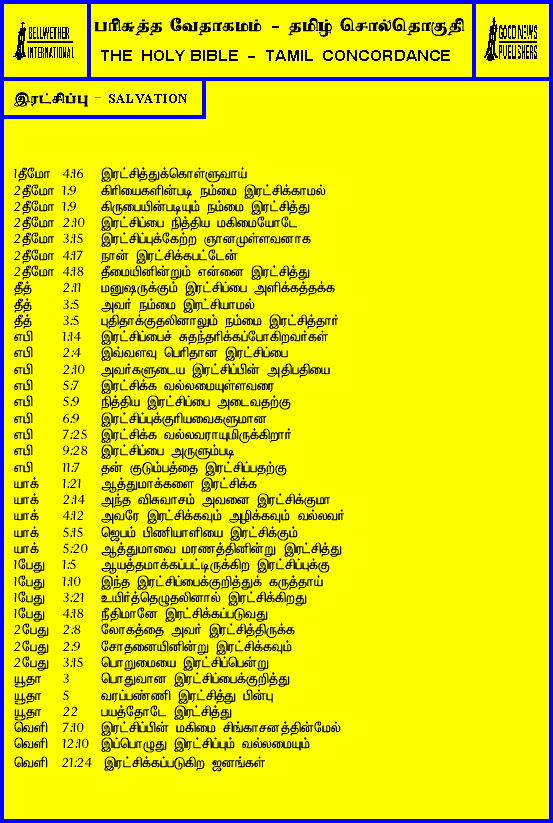 BELLWETHER
INTERNATIONAL
பரிசுத்த வேதாகமம் - தமிழ் சொல்தொகுதி
THE HOLY BIBLE - TAMIL CONCORDANCE
GOOD NEWS
PUBLISHERS
இரட்சிப்பு - SALVATION
1தீமோ 4:16 இரட்சித்துக்கொள்ளுவாய்
2தீமோ 1:9 கிரியைகளின்படி நம்மை இரட்சிக்காமல்
2தீமோ 1:9 கிருபையின்படியும் நம்மை இரட்சித்து
2தீமோ 2:10 இரட்சிப்பை நித்திய மகிமையோடே
2தீமோ 3:15 இரட்சிப்புக்கேற்ற ஞானமுள்ளவனாக
2தீமோ 4:17 நான் இரட்சிக்கபட்டேன்
2தீமோ 4:18 தீமையினின்றும் என்னை இரட்சித்து
தீத் 2:11 மனுஷருக்கும் இரட்சிப்பை அளிக்கத்தக்க
தீத் 3:5 அவர் நம்மை இரட்சியாமல்
தீத் 3:5 புதிதாக்குதலினாலும் நம்மை இரட்சித்தார்
எபி 1:14 இரட்சிப்பைச் சுதந்தரிக்கப்போகிறவர்கள்
எபி 2:4 இவ்வளவு பெரிதான இரட்சிப்பை
எபி 2:10 அவர்களுடைய இரட்சிப்பின் அதிபதியை
எபி 5:7 இரட்சிக்க வல்லமையுள்ளவரை
எபி 5:9 நித்திய இரட்சிப்பை அடைவதற்கு
எபி 6:9 இரட்சிப்புக்குரியவைகளுமான
எபி 7:25 இரட்சிக்க வல்லவராயுமிருக்கிறார்
எபி 9:28 இரட்சிப்பை அருளும்படி
எபி 11:7 தன் குடும்பத்தை இரட்சிப்பதற்கு
யாக் 1:21 ஆத்துமாக்களை இரட்சிக்க
யாக் 2:14 அந்த விசுவாசம் அவனை இரட்சிக்குமா
யாக் 4:12 அவரே இரட்சிக்கவும் அழிக்கவும் வல்லவர்
யாக் 5:15 ஜெபம் பிணியாளியை இரட்சிக்கும்
யாக் 5:20 ஆத்துமாவை மரணத்தினின்று இரட்சித்து
1பேது 1:5 ஆயத்தமாக்கப்பட்டிருக்கிற இரட்சிப்புக்கு
1பேது 1:10 இந்த இரட்சிப்பைக்குறித்துக் கருத்தாய்
1பேது 3:21 உயிர்த்தெழுதலினால் இரட்சிக்கிறது
1பேது 4:18 நீதிமானே இரட்சிக்கப்படுவது
2பேது 2:8 லோகத்தை அவர் இரட்சித்திருக்க
2பேது 2:9 சோதனையினின்று இரட்சிக்கவும்
2பேது 3:15 பொறுமையை இரட்சிப்பென்று
யூதா 3 பொதுவான இரட்சிப்பைக்குறித்து
யூதா 5 வரப்பண்ணி இரட்சித்து பின்பு
யூதா 22 பயத்தோடே இரட்சித்து
வெளி 7:10 இரட்சிப்பின் மகிமை சிங்காசனத்தின்மேல்
வெளி 12:10 இப்பொழுது இரட்சிப்பும் வல்லமையும்
வெளி 21:24 இரட்சிக்கப்படுகிற ஜனங்கள்